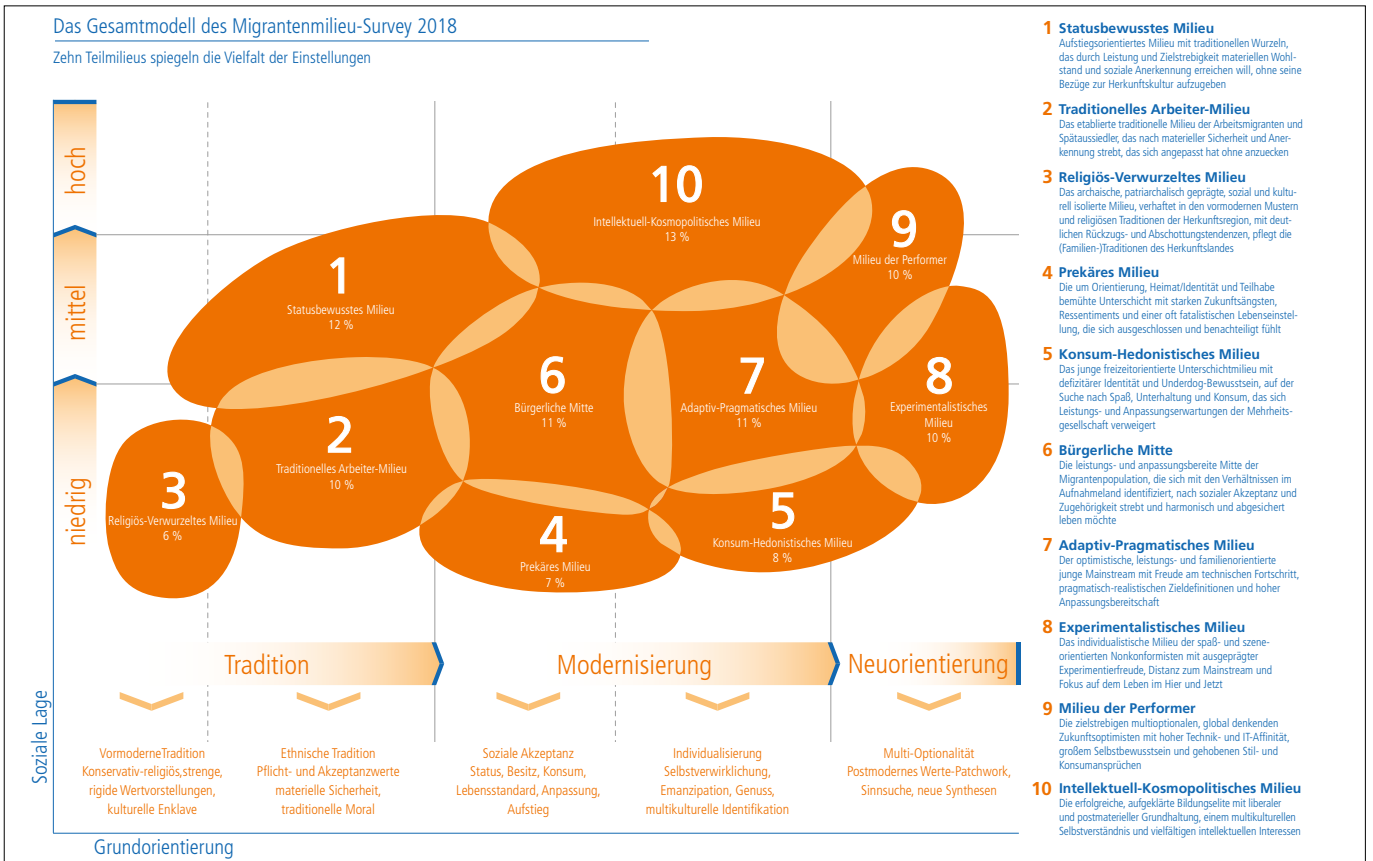 Das Gesamtmodell des Migrantenmilieu-Survey 2018
Zehn Teilmilieus spiegeln die Vielfalt der Einstellungen
hoch
mittel
niedrig
10
Intellektuell-Kosmopolitisches Milieu
13 %
9
Milieu der Performer
10 %
1
Statusbewusstes Milieu
12 %
6
Bürgerliche Mitte
11 %
7
Adaptiv-Pragmatisches Milieu
11 %
8
Experimentalistisches
Milieu
10 %
2
Traditionelles Arbeiter-Milieu
10 %
3
Religiös-Verwurzeltes Milieu
6 %
4
Prekäres Milieu
7 %
5
Konsum-Hedonistisches Milieu
8 %
Tradition
Modernisierung
Neuorientierung
VormoderneTradition
Konservativ-religiös,strenge,
rigide Wertvorstellungen,
kulturelle Enklave
Ethnische Tradition
Pflicht- und Akzeptanzwerte
materielle Sicherheit,
traditionelle Moral
Soziale Akzeptanz
Status, Besitz, Konsum,
Lebensstandard, Anpassung,
Aufstieg
Individualisierung
Selbstverwirklichung,
Emanzipation, Genuss,
multikulturelle Identifikation
Multi-Optionalität
Postmodernes Werte-Patchwork,
Sinnsuche, neue Synthesen
Soziale Lage
Grundorientierung
1 Statusbewusstes Milieu
Aufstiegsorientiertes Milieu mit traditionellen Wurzeln,
das durch Leistung und Zielstrebigkeit materiellen Wohl-
stand und soziale Anerkennung erreichen will, ohne seine
Bezüge zur Herkunftskultur aufzugeben
2 Traditionelles Arbeiter-Milieu
Das etablierte traditionelle Milieu der Arbeitsmigranten und
Spätaussiedler, das nach materieller Sicherheit und Aner-
kennung strebt, das sich angepasst hat ohne anzuecken
3 Religiös-Verwurzeltes Milieu
Das archaische, patriarchalisch geprägte, sozial und kultu-
rell isolierte Milieu, verhaftet in den vormodernen Mustern
und religiösen Traditionen der Herkunftsregion, mit deut-
lichen Rückzugs- und Abschottungstendenzen, pflegt die
(Familien-)Traditionen des Herkunftslandes
4 Prekäres Milieu
Die um Orientierung, Heimat/Identität und Teilhabe
bemühte Unterschicht mit starken Zukunftsängsten,
Ressentiments und einer oft fatalistischen Lebenseinstel-
lung, die sich ausgeschlossen und benachteiligt fühlt
5 Konsum-Hedonistisches Milieu
Das junge freizeitorientierte Unterschichtmilieu mit
defizitärer Identität und Underdog-Bewusstsein, auf der
Suche nach Spaß, Unterhaltung und Konsum, das sich
Leistungs- und Anpassungserwartungen der Mehrheits-
gesellschaft verweigert
6 Bürgerliche Mitte
Die leistungs- und anpassungsbereite Mitte der
Migrantenpopulation, die sich mit den Verhältnissen im
Aufnahmeland identifiziert, nach sozialer Akzeptanz und
Zugehörigkeit strebt und harmonisch und abgesichert
leben möchte
7 Adaptiv-Pragmatisches Milieu
Der optimistische, leistungs- und familienorientierte
junge Mainstream mit Freude am technischen Fortschritt,
pragmatisch-realistischen Zieldefinitionen und hoher
Anpassungsbereitschaft
8 Experimentalistisches Milieu
Das individualistische Milieu der spaß- und szene-
orientierten Nonkonformisten mit ausgeprägter
Experimentierfreude, Distanz zum Mainstream und
Fokus auf dem Leben im Hier und Jetzt
9 Milieu der Performer
Die zielstrebigen multioptionalen, global denkenden
Zukunftsoptimisten mit hoher Technik- und IT-Affinität,
großem Selbstbewusstsein und gehobenen Stil- und
Konsumansprüchen
10 Intellektuell-Kosmopolitisches Milieu
Die erfolgreiche, aufgeklärte Bildungselite mit liberaler
und postmaterieller Grundhaltung, einem multikulturellen
Selbstverständnis und vielfältigen intellektuellen Interessen